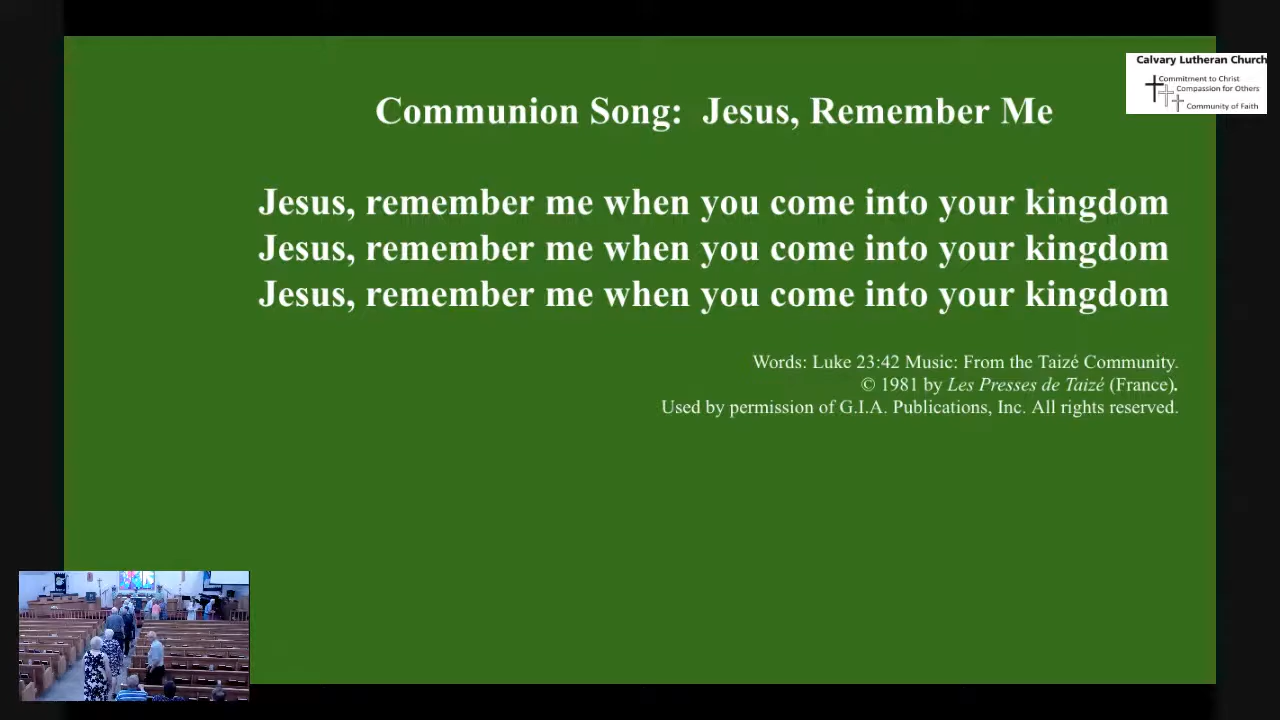 Calvary Lutheran Church
Commitment to Christ
Compassion for Others
Community of Faith
Communion Song:  Jesus, Remember Me
Jesus, remember me when you come into your kingdom
Jesus, remember me when you come into your kingdom
Jesus, remember me when you come into your kingdom
Words: Luke 23:42 Music: From the Taizé Community.
© 1981 by Les Presses de Taizé (France).
Used by permission of G.I.A. Publications, Inc. All rights reserved.